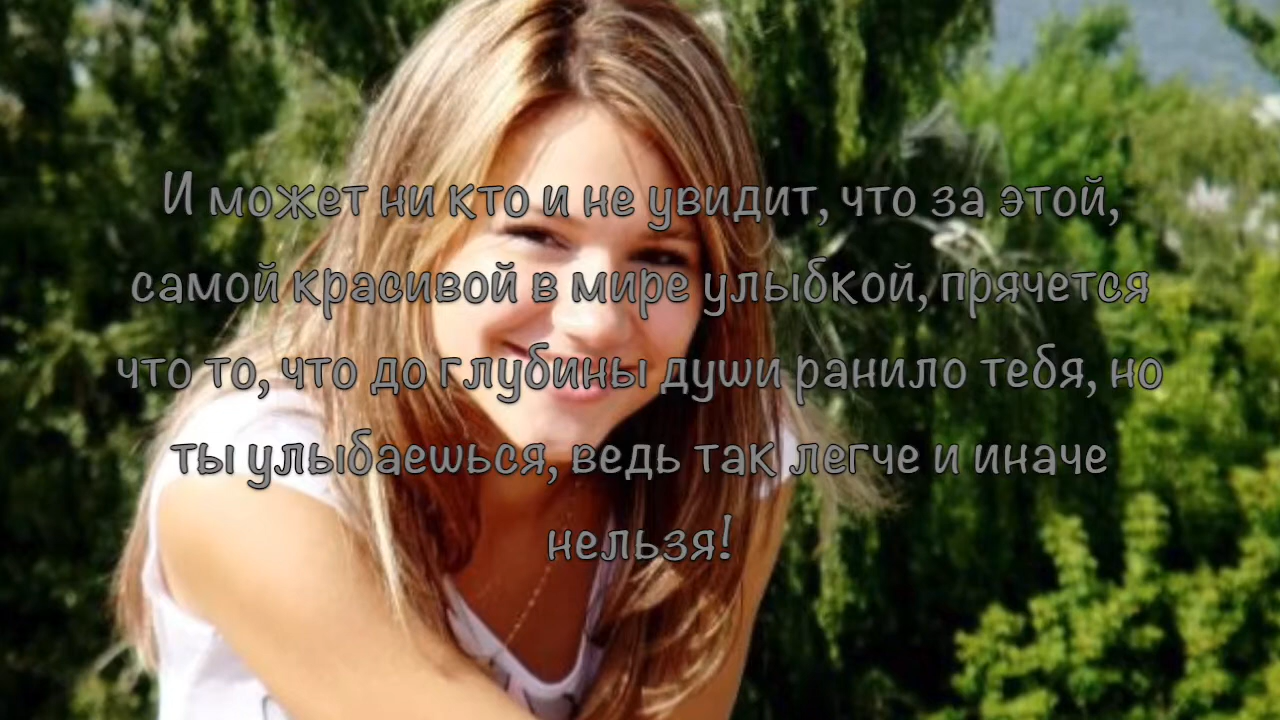 И может ни кто и не увидит, что за этой,
самой красивой в мире улыбкой, прячется
что то, что до глубины души ранило тебя, но
ты улыбаешься, ведь так легче и иначе
нельзя!